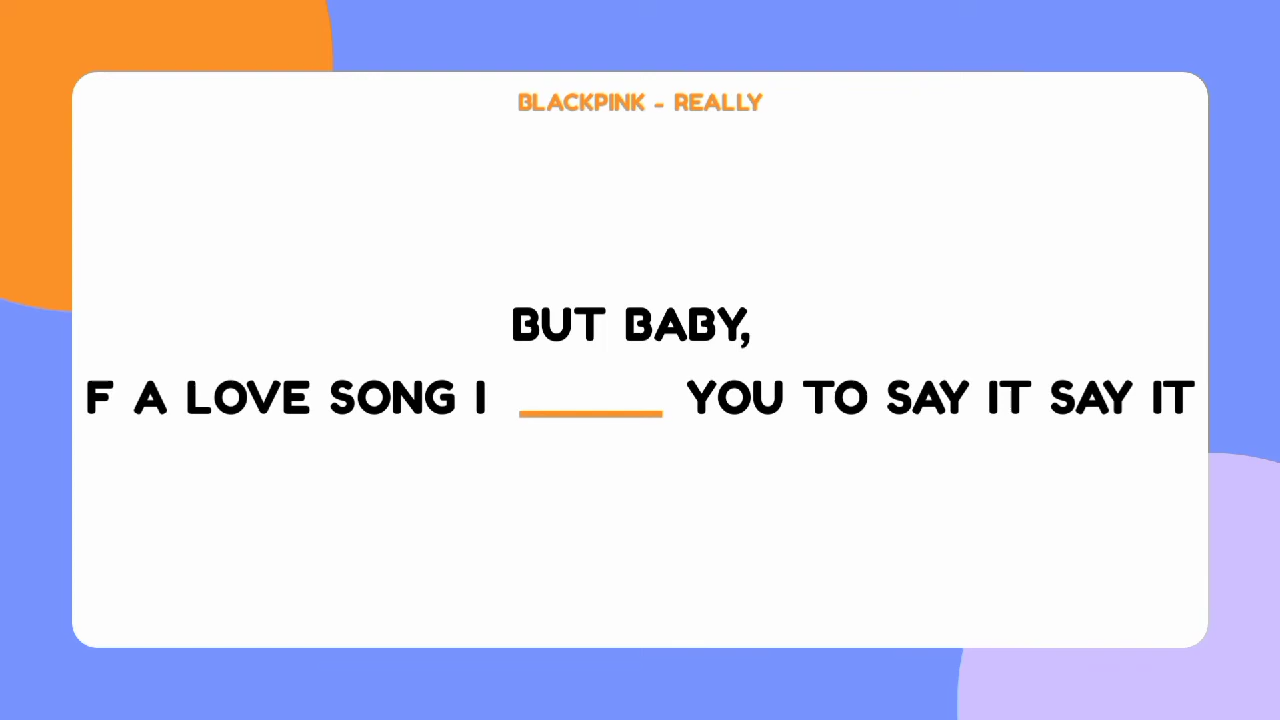 BLACKPINK - REALLY
BUT BABY,
F A LOVE SONG I ______ YOU TO SAY IT SAY IT